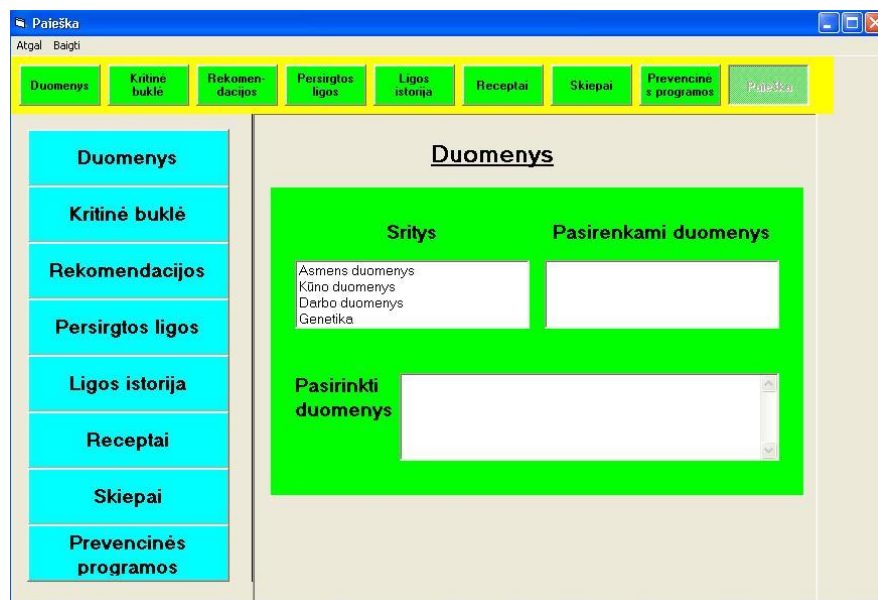 Paieška
Atgal Baigti
Duomenys
Kritinė
buklė
Rekomen-
dacijos
Persirgtos
ligos
Ligos
istorija
Receptai
Skiepai
Prevencinė
s programos
Paieška
Duomenys
Kritinė buklė
Rekomendacijos
Persirgtos ligos
Ligos istorija
Receptai
Skiepai
Prevencinės
programos
Duomenys
Sritys
Pasirenkami duomenys
Asmens duomenys
Kūno duomenys
Darbo duomenys
Genetika
Pasirinkti
duomenys